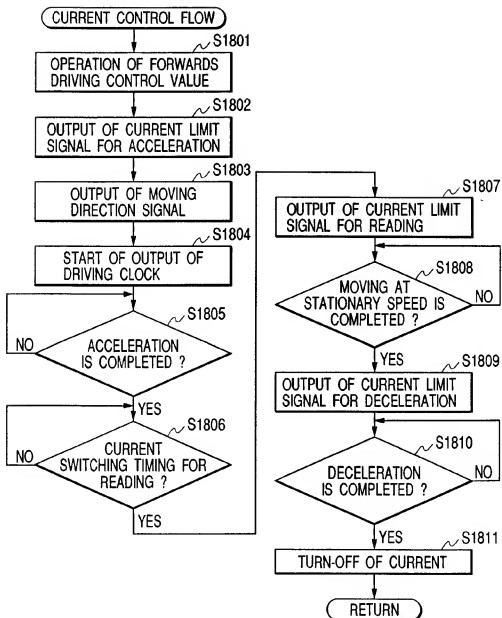 CURRENT CONTROL FLOW
S1801
OPERATION OF FORWARDS
DRIVING CONTROL VALUE
S1802
OUTPUT OF CURRENT LIMIT
SIGNAL FOR ACCELERATION
S1803
OUTPUT OF MOVING
DIRECTION SIGNAL
S1804
START OF OUTPUT OF
DRIVING CLOCK
S1805
ACCELERATION
IS COMPLETED ?
NO
YES
S1806
CURRENT
SWITCHING TIMING FOR
READING ?
NO
YES
S1807
OUTPUT OF CURRENT LIMIT
SIGNAL FOR READING
S1808
MOVING AT
STATIONARY SPEED IS
COMPLETED ?
NO
YES
S1809
OUTPUT OF CURRENT LIMIT
SIGNAL FOR DECELERATION
S1810
DECELERATION
IS COMPLETED ?
NO
YES
S1811
TURN-OFF OF CURRENT
RETURN